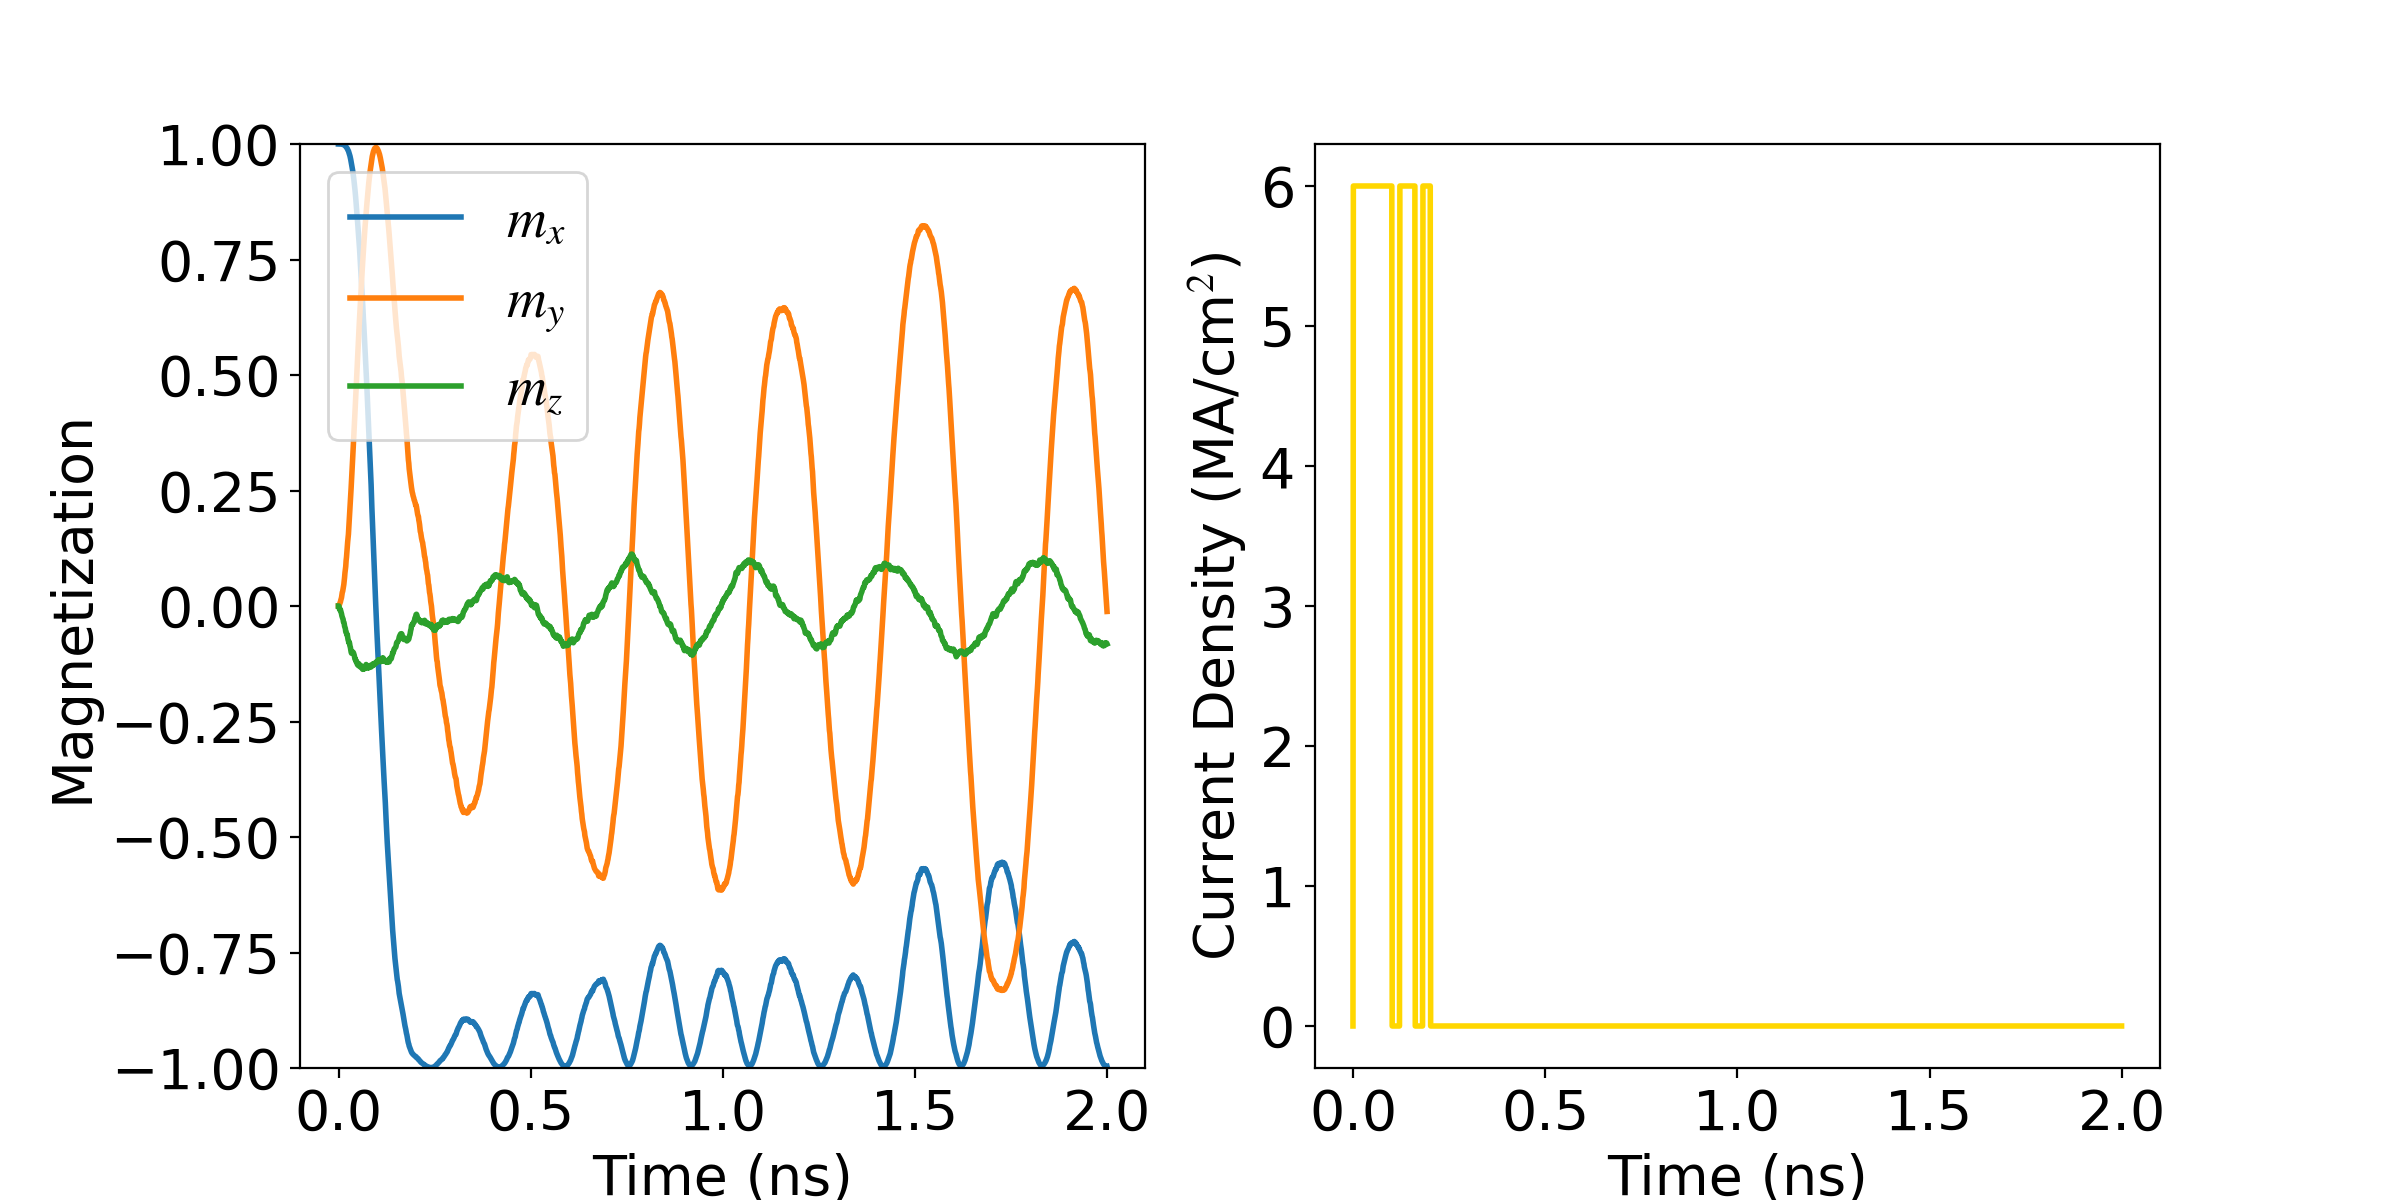 1.00
0.75
0.50
0.25
0.00
−0.25
−0.50
−0.75
−1.00
Magnetization
m_x
m_y
m_z
0.0 0.5 1.0 1.5 2.0
Time (ns)
6
5
4
3
2
1
0
Current Density (MA/cm²)
0.0 0.5 1.0 1.5 2.0
Time (ns)